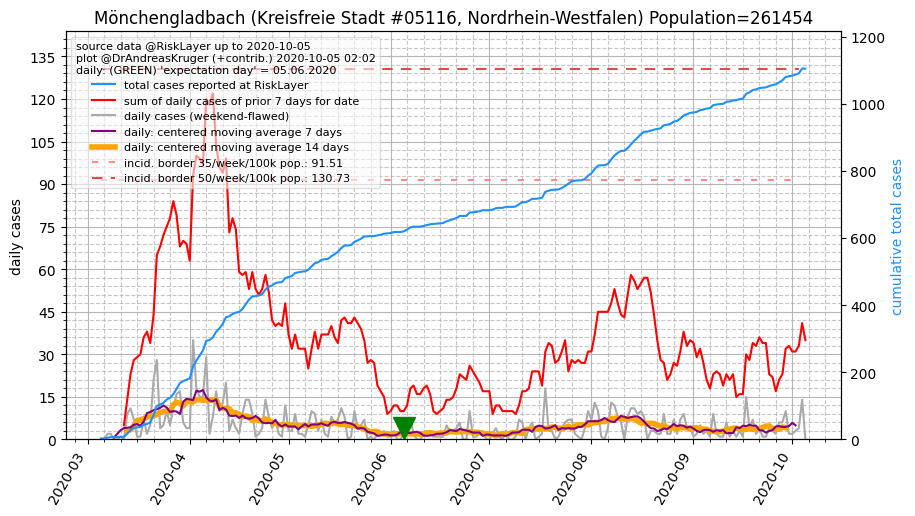 Mönchengladbach (Kreisfreie Stadt #05116, Nordrhein-Westfalen) Population=261454
source data @RiskLayer up to 2020-10-05
plot @DrAndreasKruger (+contrib.) 2020-10-05 02:02
daily: (GREEN) 'expectation day' = 05.06.2020
total cases reported at RiskLayer
sum of daily cases of prior 7 days for date
daily cases (weekend-flawed)
daily: centered moving average 7 days
daily: centered moving average 14 days
incid. border 35/week/100k pop.: 91.51
incid. border 50/week/100k pop.: 130.73
daily cases
135
120
105
90
75
60
45
30
15
0
cumulative total cases
1200
1000
800
600
400
200
0
2020-03
2020-04
2020-05
2020-06
2020-07
2020-08
2020-09
2020-10